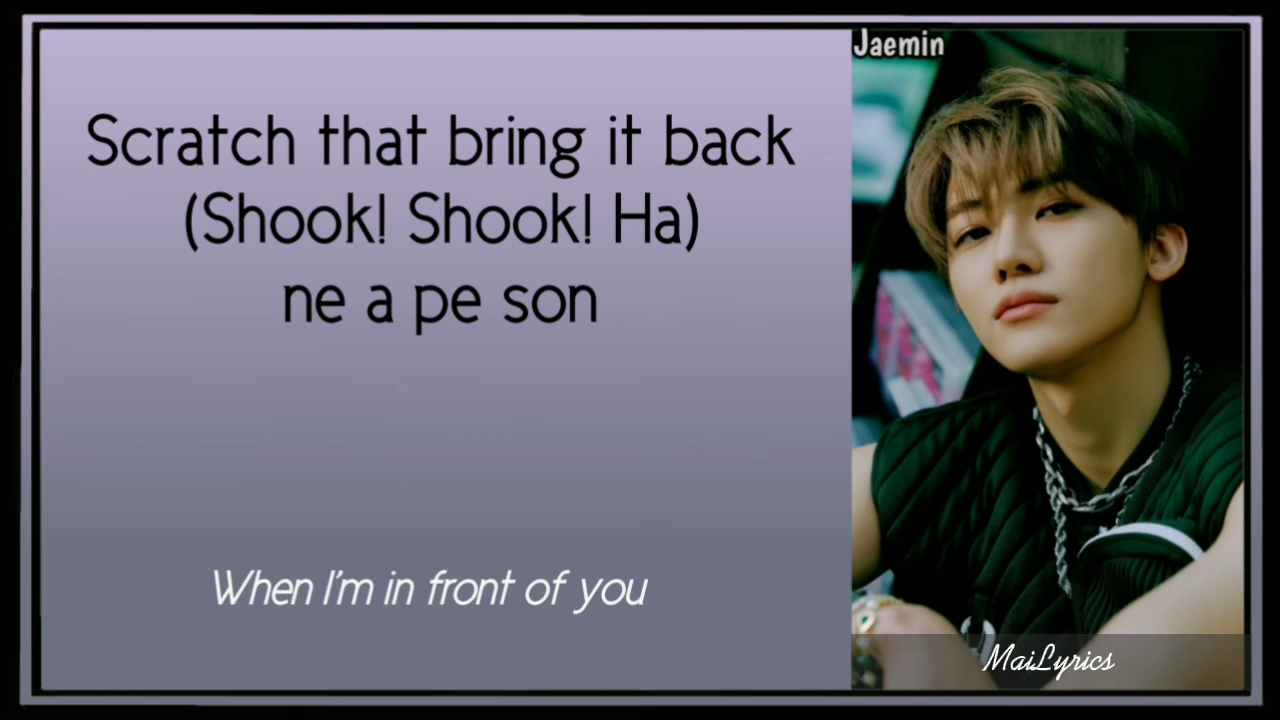 Jaemin
Scratch that bring it back
(Shook! Shook! Ha)
ne a pe son
When I'm in front of you
MaiLyrics